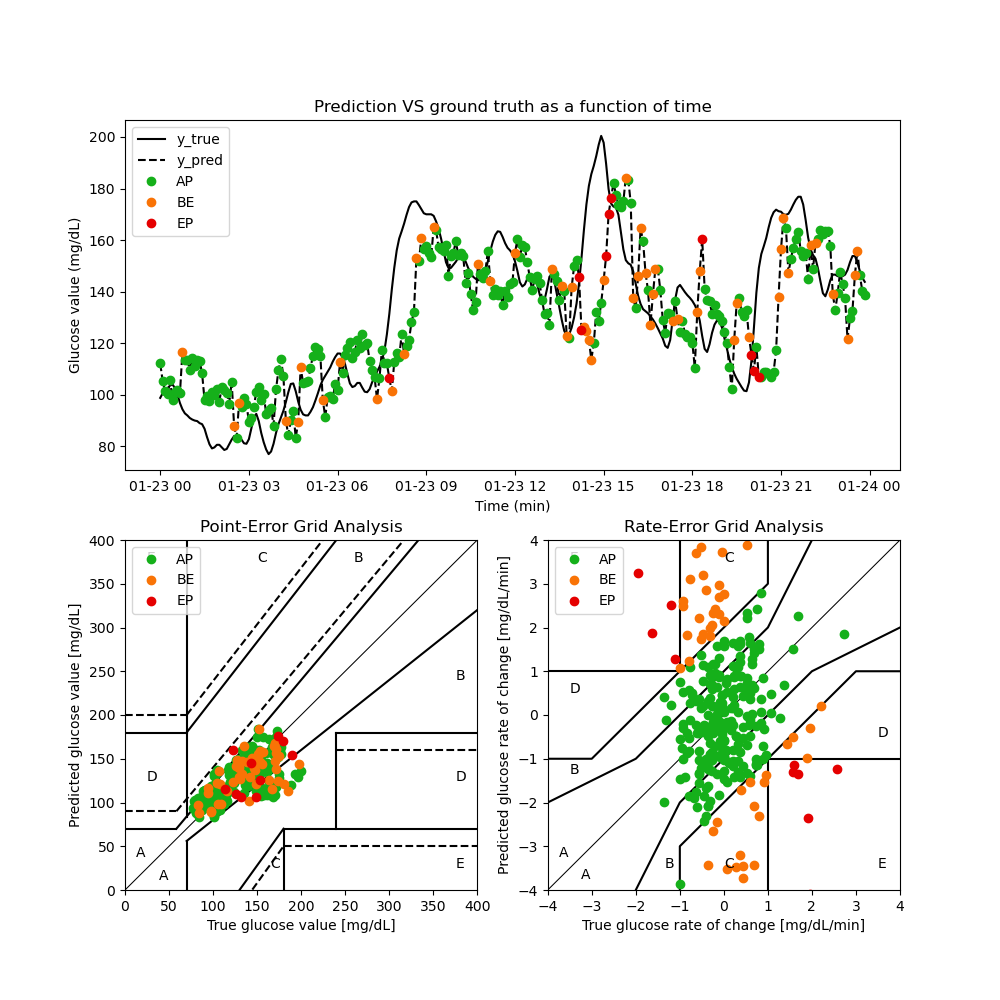 Prediction VS ground truth as a function of time
Glucose value (mg/dL)
200
180
160
140
120
100
80
y_true
y_pred
AP
BE
EP
01-23 00 01-23 03 01-23 06 01-23 09 01-23 12 01-23 15 01-23 18 01-23 21 01-24 00
Time (min)
Point-Error Grid Analysis
Predicted glucose value [mg/dL]
400
350
300
250
200
150
100
50
0
AP
BE
EP
C
B
B
D
D
A
A
C
E
0 50 100 150 200 250 300 350 400
True glucose value [mg/dL]
Rate-Error Grid Analysis
Predicted glucose rate of change [mg/dL/min]
4
3
2
1
0
−1
−2
−3
−4
AP
BE
EP
C
D
D
B
A
A
B
C
E
−4 −3 −2 −1 0 1 2 3 4
True glucose rate of change [mg/dL/min]